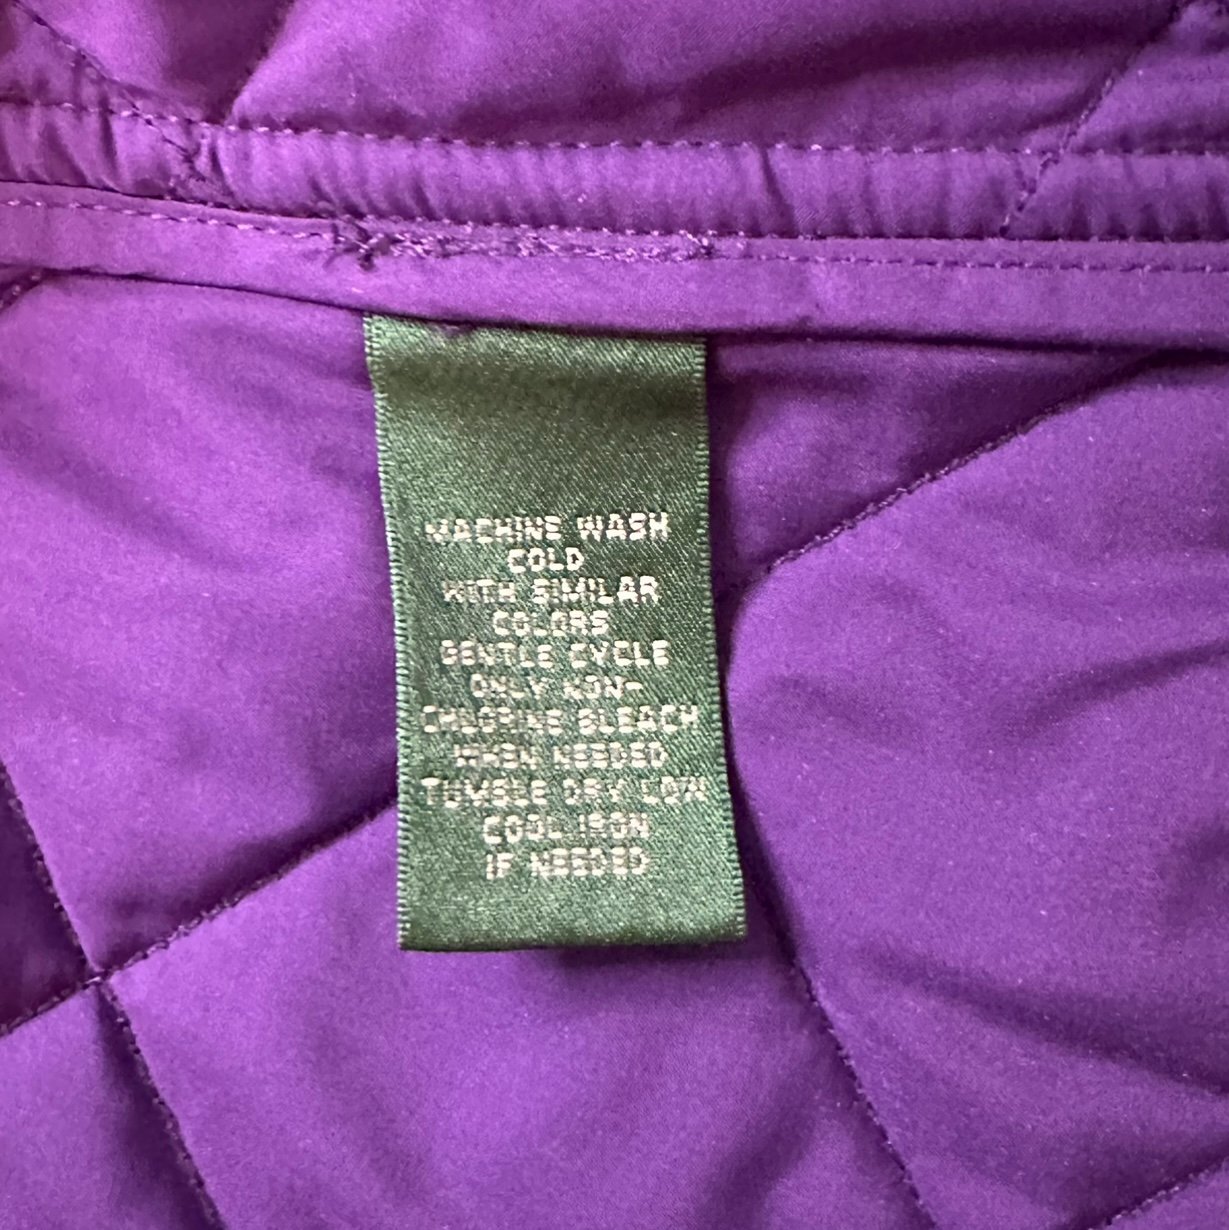 MACHINE WASH
COLD
WITH SIMILAR
COLORS
GENTLE CYCLE
ONLY NON-
CHLORINE BLEACH
WHEN NEEDED
TUMBLE DRY LOW
COOL IRON
IF NEEDED